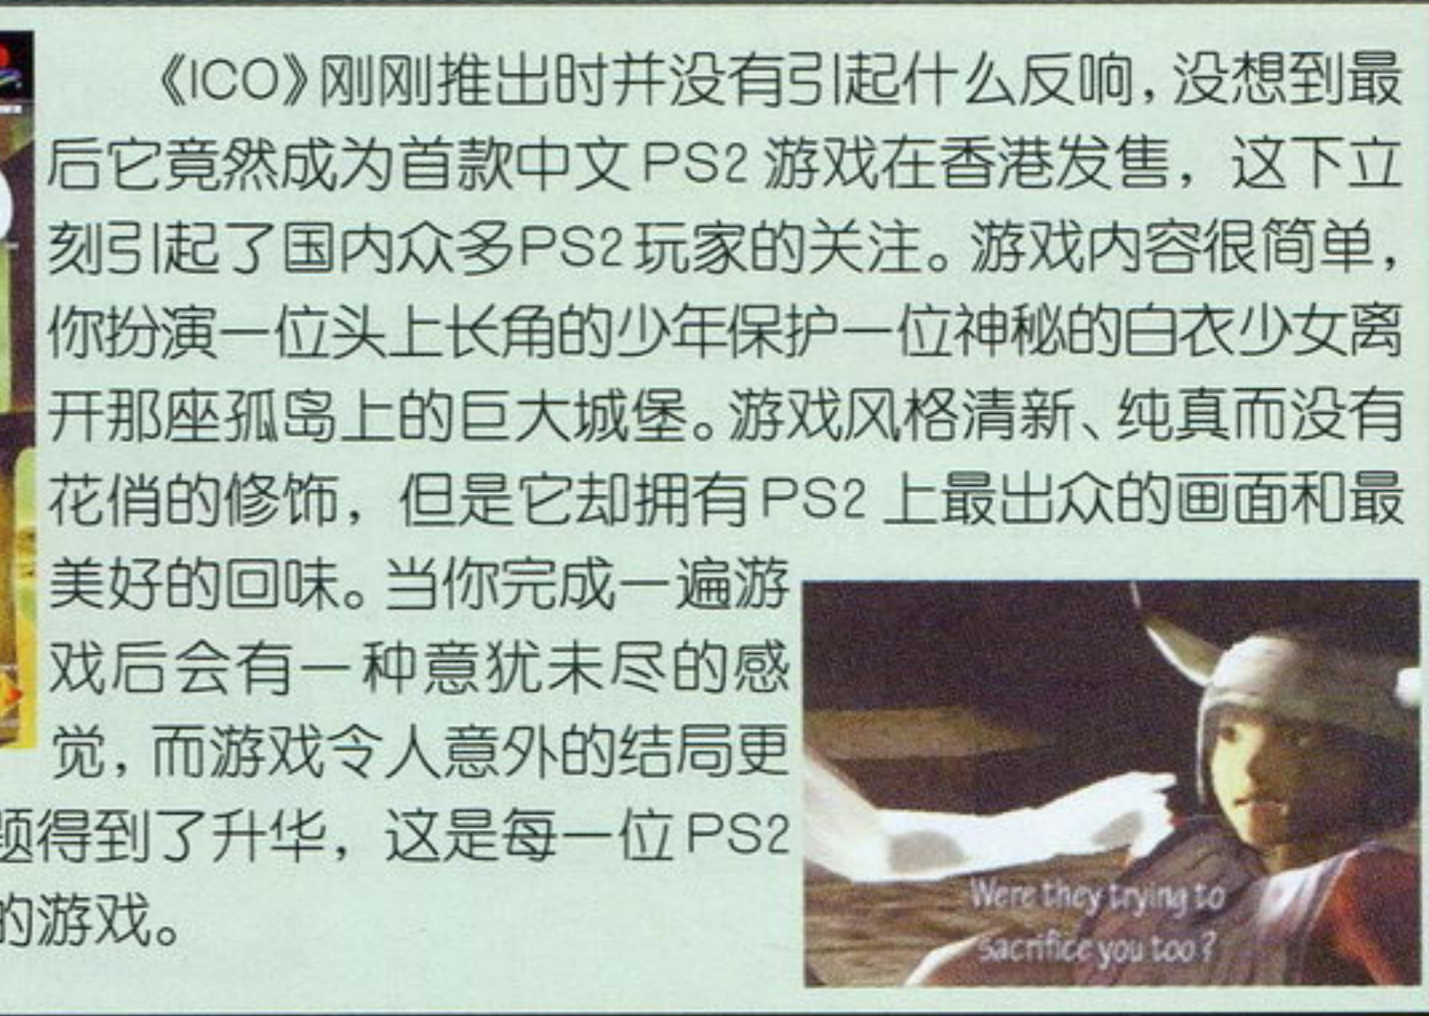 《ICO》刚刚推出时并没有引起什么反响，没想到最
后它竟然成为首款中文PS2游戏在香港发售，这下立
刻引起了国内众多PS2玩家的关注。游戏内容很简单，
你扮演一位头上长角的少年保护一位神秘的白衣少女离
开那座孤岛上的巨大城堡。游戏风格清新、纯真而没有
花俏的修饰，但是它却拥有PS2上最出众的画面和最
美好的回味。当你完成一遍游
戏后会有一种意犹未尽的感
觉，而游戏令人意外的结局更
题得到了升华，这是每一位PS2
的游戏。
Were they trying to
sacrifice you too?